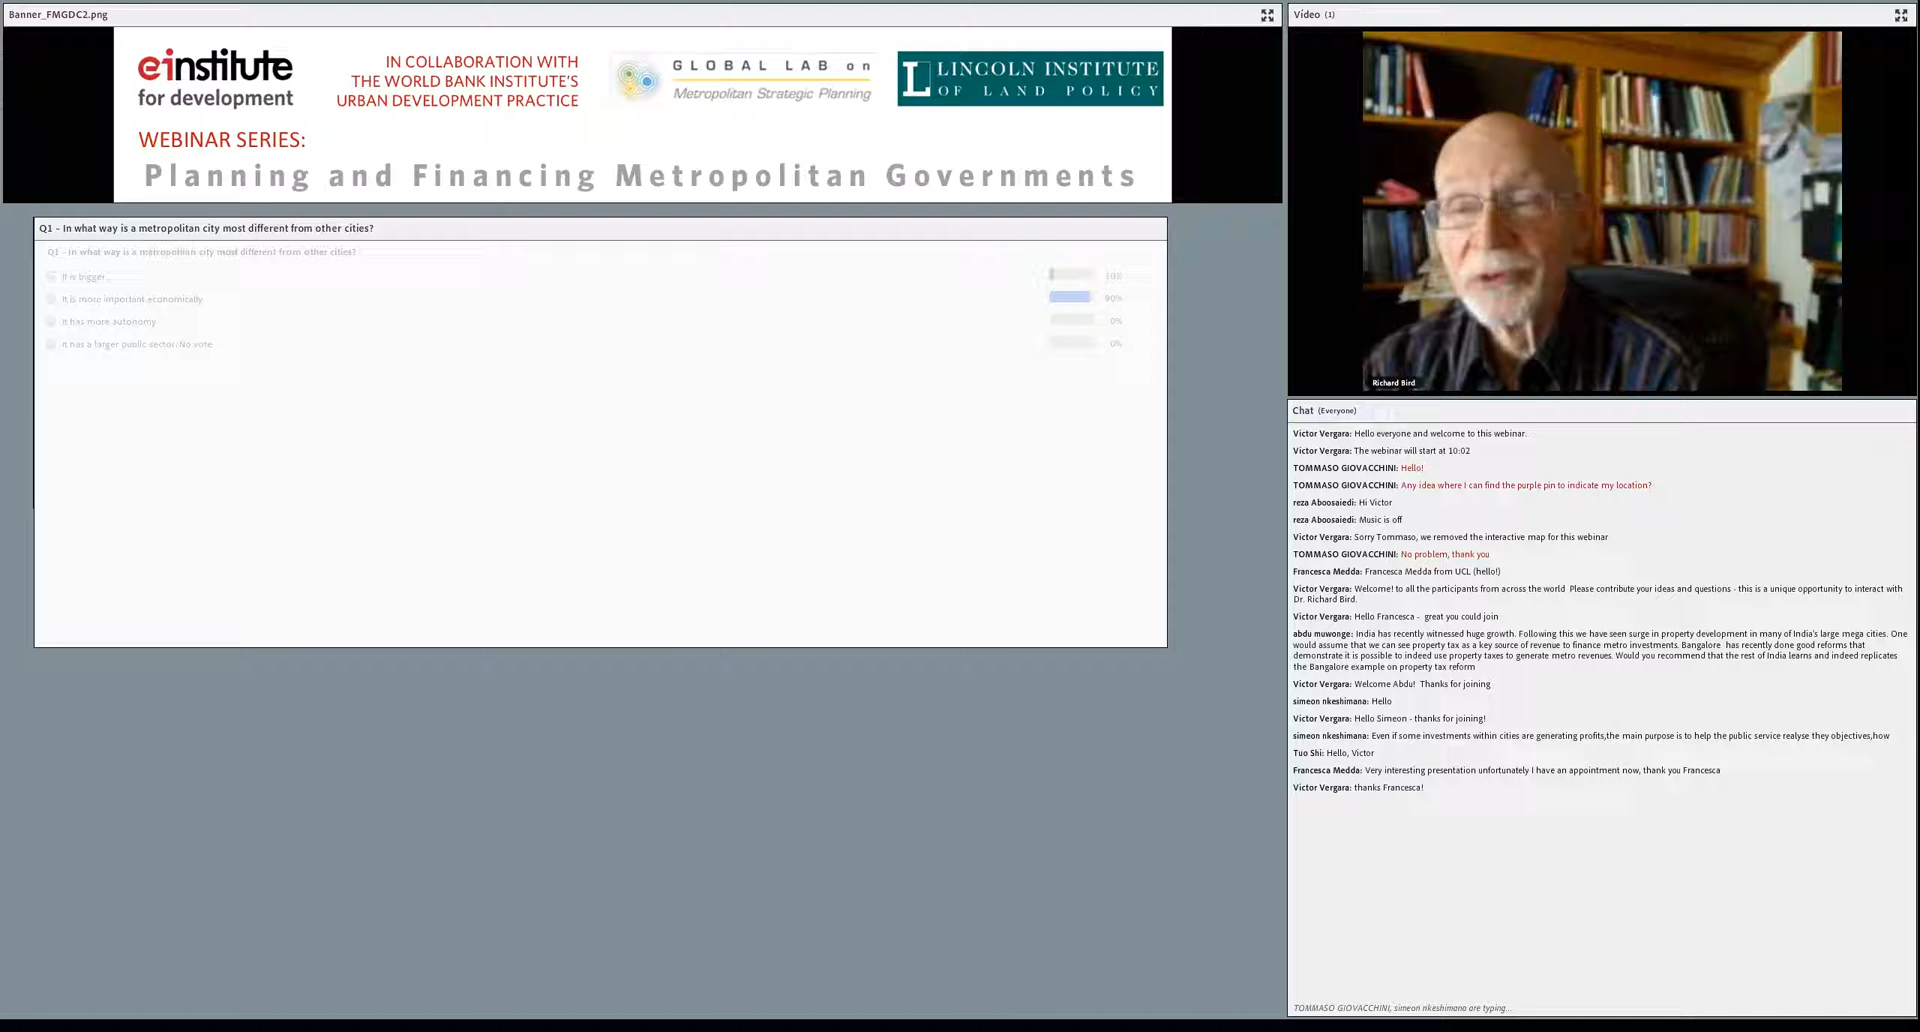 Banner_FMGDC2.png
einstitute
for development
IN COLLABORATION WITH
THE WORLD BANK INSTITUTE'S
URBAN DEVELOPMENT PRACTICE
GLOBAL LAB on
Metropolitan Strategic Planning
LINCOLN INSTITUTE
OF LAND POLICY
WEBINAR SERIES:
Planning and Financing Metropolitan Governments
Q1 - In what way is a metropolitan city most different from other cities?
Q1 - In what way is a metropolitan city most different from other cities?
It is bigger
10%
It is more important economically
90%
It has more autonomy
0%
It has a larger public sector/No vote
0%
Vídeo (1)
Richard Bird
Chat (Everyone)
Victor Vergara: Hello everyone and welcome to this webinar.
Victor Vergara: The webinar will start at 10:02
TOMMASO GIOVACCHINI: Hello!
TOMMASO GIOVACCHINI: Any idea where I can find the purple pin to indicate my location?
reza Aboosaiedi: Hi Victor
reza Aboosaiedi: Music is off
Victor Vergara: Sorry Tommaso, we removed the interactive map for this webinar
TOMMASO GIOVACCHINI: No problem, thank you
Francesca Medda: Francesca Medda from UCL (hello!)
Victor Vergara: Welcome! to all the participants from across the world Please contribute your ideas and questions - this is a unique opportunity to interact with
Dr. Richard Bird.
Victor Vergara: Hello Francesca - great you could join
abdu muwonge: India has recently witnessed huge growth. Following this we have seen surge in property development in many of India's large mega cities. One
would assume that we can see property tax as a key source of revenue to finance metro investments. Bangalore has recently done good reforms that
demonstrate it is possible to indeed use property taxes to generate metro revenues. Would you recommend that the rest of India learns and indeed replicates
the Bangalore example on property tax reform
Victor Vergara: Welcome Abdu! Thanks for joining
simeon nkeshimana: Hello
Victor Vergara: Hello Simeon - thanks for joining!
simeon nkeshimana: Even if some investments within cities are generating profits,the main purpose is to help the public service realyse they objectives,how
Tuo Shi: Hello, Victor
Francesca Medda: Very interesting presentation unfortunately I have an appointment now, thank you Francesca
Victor Vergara: thanks Francesca!
TOMMASO GIOVACCHINI, simeon nkeshimana are typing...